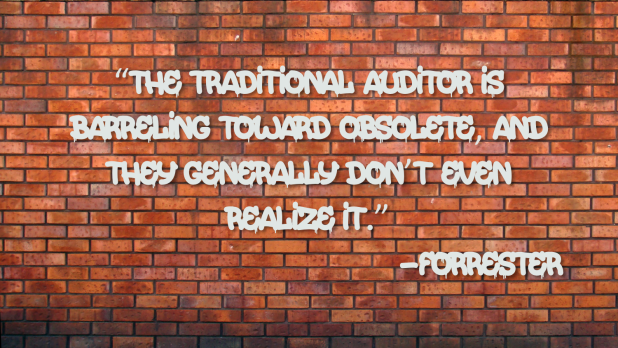 “THE TRADITIONAL AUDITOR IS
BARRELING TOWARD OBSOLETE, AND
THEY GENERALLY DON’T EVEN
REALIZE IT.”
-FORRESTER